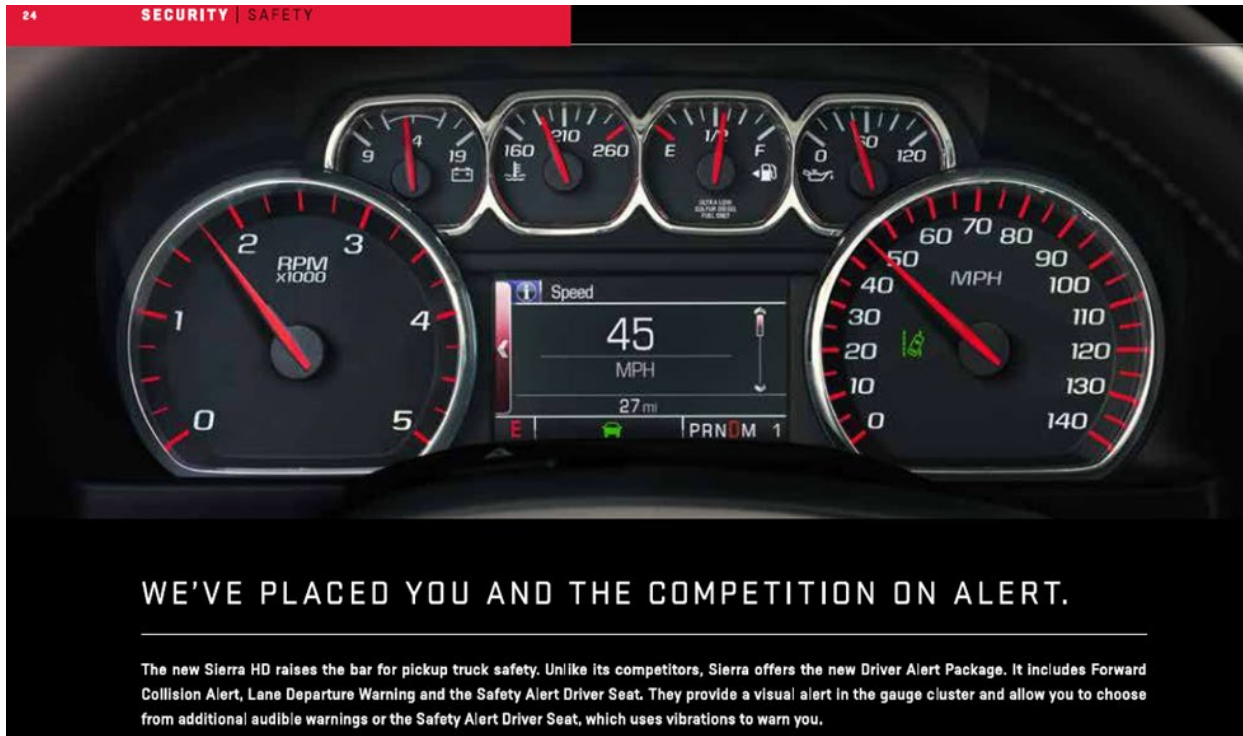 24 SECURITY | SAFETY
9 4 19
160 210 260
E 1/2 F
ULTRA LOW
SULFUR DIESEL
FUEL ONLY
0 60 120
0 1 2 3 4 5
RPM
x1000
Speed
45
MPH
27 mi
E PRNDM 1
0 10 20 30 40 50 60 70 80 90 100 110 120 130 140
MPH
WE'VE PLACED YOU AND THE COMPETITION ON ALERT.
The new Sierra HD raises the bar for pickup truck safety. Unlike its competitors, Sierra offers the new Driver Alert Package. It includes Forward
Collision Alert, Lane Departure Warning and the Safety Alert Driver Seat. They provide a visual alert in the gauge cluster and allow you to choose
from additional audible warnings or the Safety Alert Driver Seat, which uses vibrations to warn you.